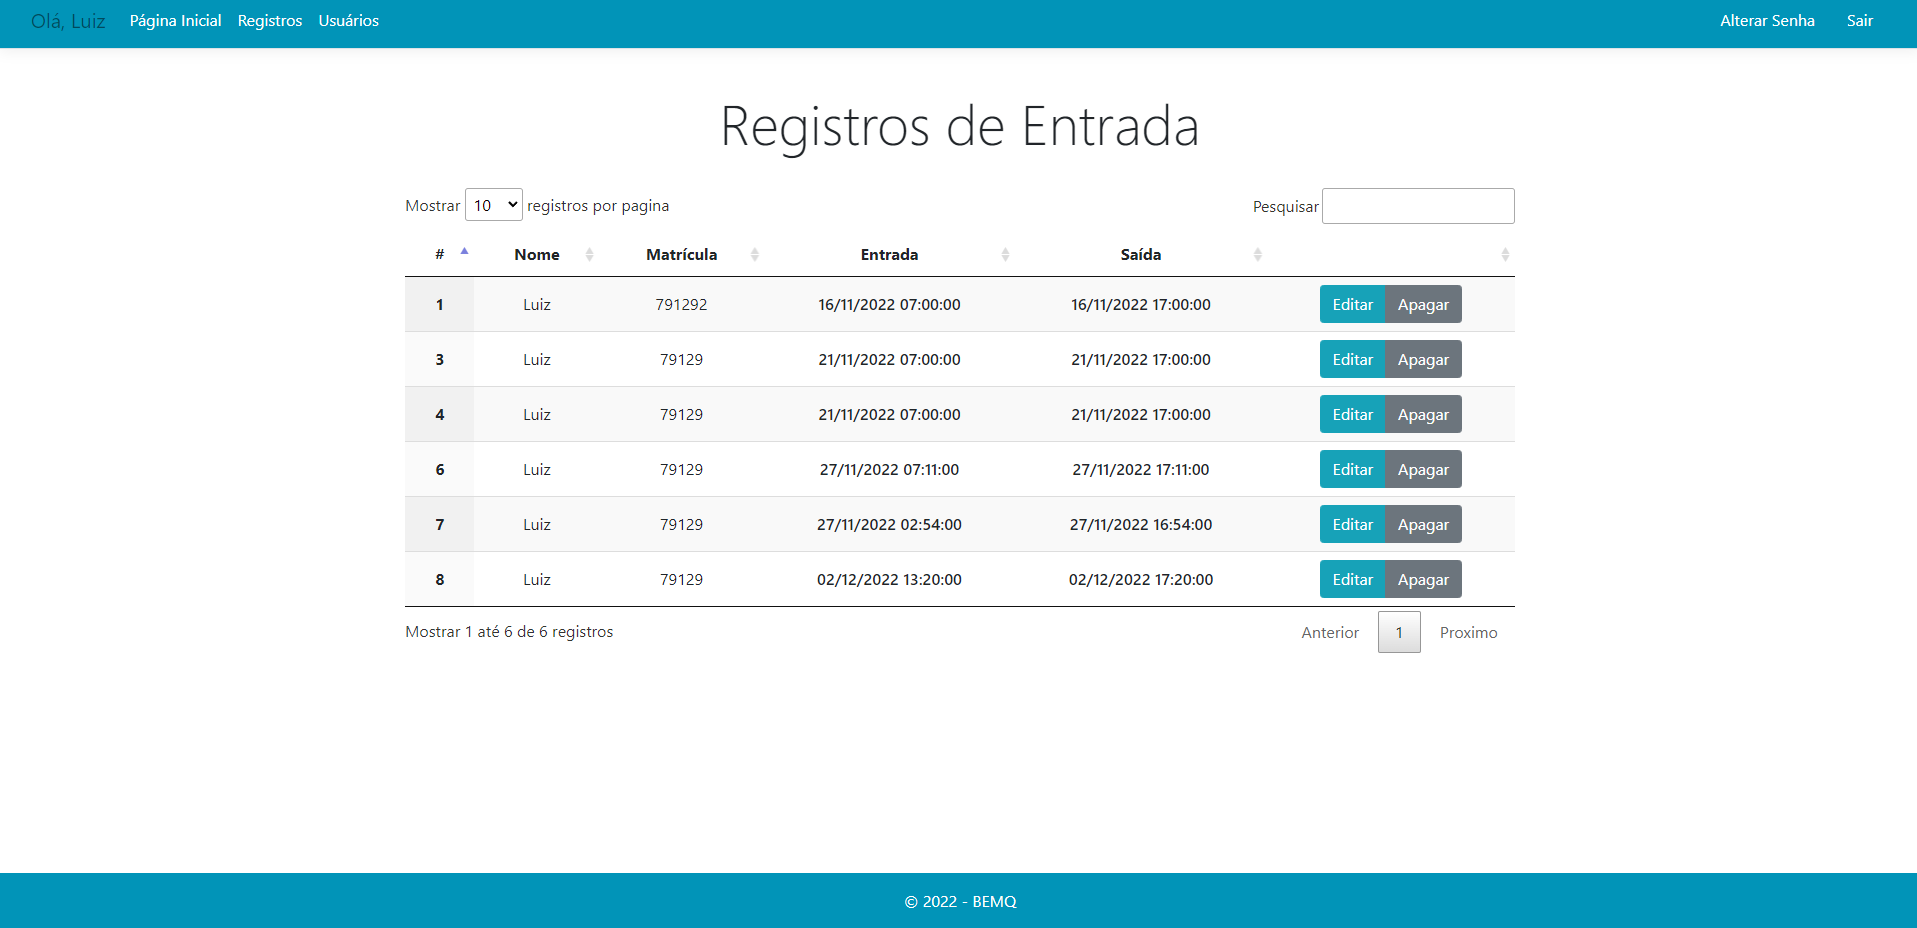 Olá, Luiz Página Inicial Registros Usuários Alterar Senha Sair
Registros de Entrada
Mostrar 10 registros por pagina Pesquisar
# Nome Matrícula Entrada Saída
1 Luiz 791292 16/11/2022 07:00:00 16/11/2022 17:00:00 Editar Apagar
3 Luiz 79129 21/11/2022 07:00:00 21/11/2022 17:00:00 Editar Apagar
4 Luiz 79129 21/11/2022 07:00:00 21/11/2022 17:00:00 Editar Apagar
6 Luiz 79129 27/11/2022 07:11:00 27/11/2022 17:11:00 Editar Apagar
7 Luiz 79129 27/11/2022 02:54:00 27/11/2022 16:54:00 Editar Apagar
8 Luiz 79129 02/12/2022 13:20:00 02/12/2022 17:20:00 Editar Apagar
Mostrar 1 até 6 de 6 registros Anterior 1 Proximo
© 2022 - BEMQ